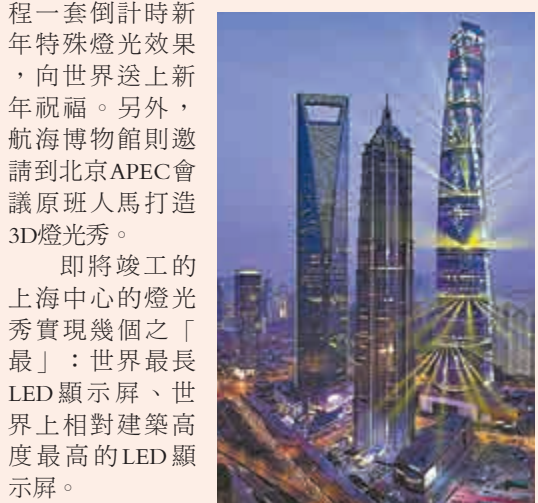 程一套倒計時新
年特殊燈光效果
，向世界送上新
年祝福。另外，
航海博物館則邀
請到北京APEC會
議原班人馬打造
3D燈光秀。
即將竣工的
上海中心的燈光
秀實現幾個之「
最」：世界最長
LED顯示屏、世
界上相對建築高
度最高的LED顯
示屏。